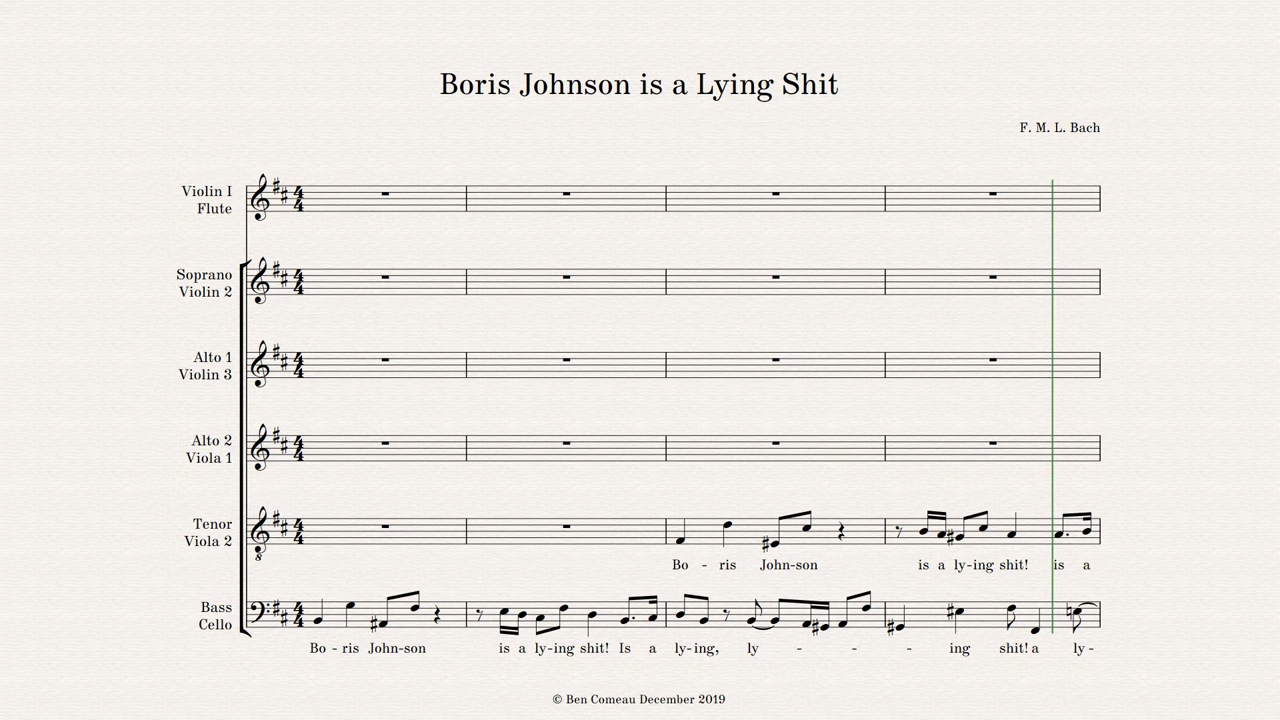 Boris Johnson is a Lying Shit
F. M. L. Bach
Violin I
Flute
Soprano
Violin 2
Alto 1
Violin 3
Alto 2
Viola 1
Tenor
Viola 2
Bo - ris John-son is a ly-ing shit! is a
Bass
Cello
Bo - ris John-son is a ly-ing shit! Is a ly-ing, ly - - - ing shit! a ly -
© Ben Comeau December 2019